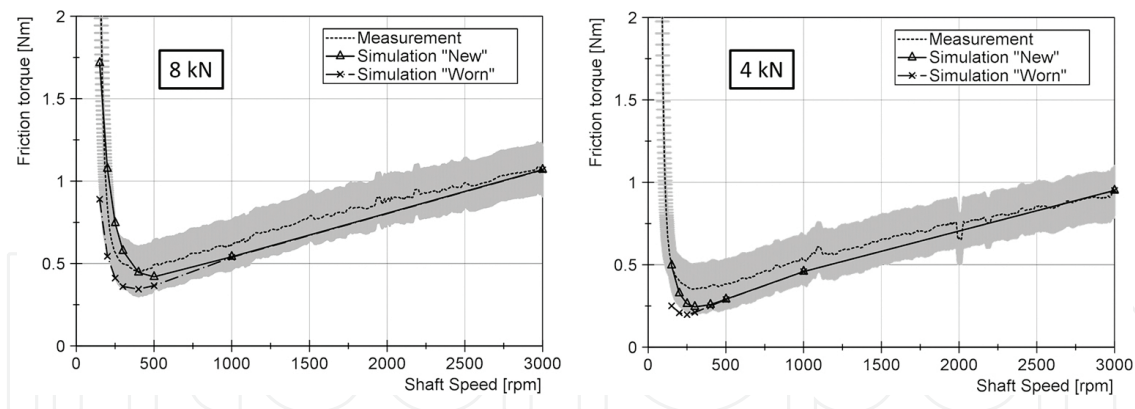 Friction torque [Nm]
2
1.5
1
0.5
0
8 kN
Measurement
Simulation "New"
Simulation "Worn"
0 500 1000 1500 2000 2500 3000
Shaft Speed [rpm]
Friction torque [Nm]
2
1.5
1
0.5
0
4 kN
Measurement
Simulation "New"
Simulation "Worn"
0 500 1000 1500 2000 2500 3000
Shaft Speed [rpm]